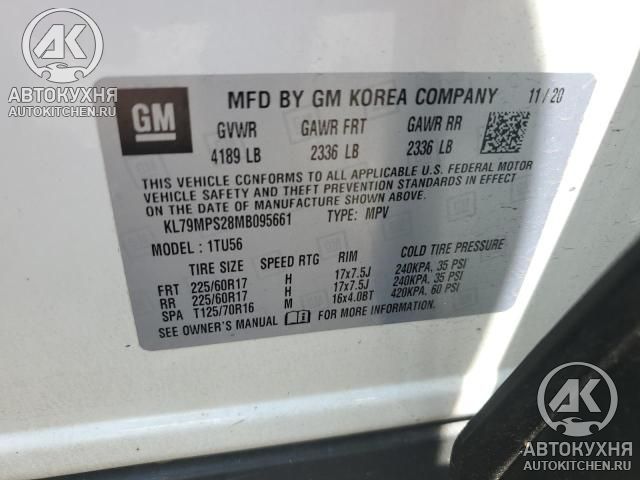 АВТОКУХНЯ
AUTOKITCHEN.RU
GM
MFD BY GM KOREA COMPANY 11/20
GVWR GAWR FRT GAWR RR
4189 LB 2336 LB 2336 LB
THIS VEHICLE CONFORMS TO ALL APPLICABLE U.S. FEDERAL MOTOR
VEHICLE SAFETY AND THEFT PREVENTION STANDARDS IN EFFECT
ON THE DATE OF MANUFACTURE SHOWN ABOVE.
KL79MPS28MB095661 TYPE: MPV
MODEL : 1TU56
TIRE SIZE SPEED RTG RIM COLD TIRE PRESSURE
FRT 225/60R17 H 17x7.5J 240KPA, 35 PSI
RR 225/60R17 H 17x7.5J 240KPA, 35 PSI
SPA T125/70R16 M 16x4.0BT 420KPA, 60 PSI
SEE OWNER'S MANUAL FOR MORE INFORMATION.
АВТОКУХНЯ
AUTOKITCHEN.RU